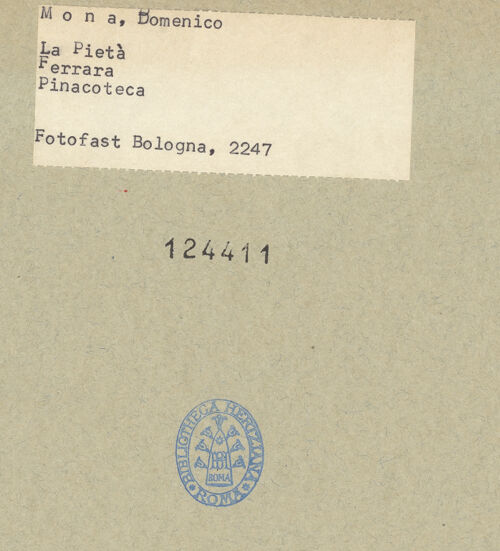 M o n a, Domenico
La Pietà
Ferrara
Pinacoteca
Fotofast Bologna, 2247
124411
BIBLIOTHECA HERTZIANA
ROMA
ROMA